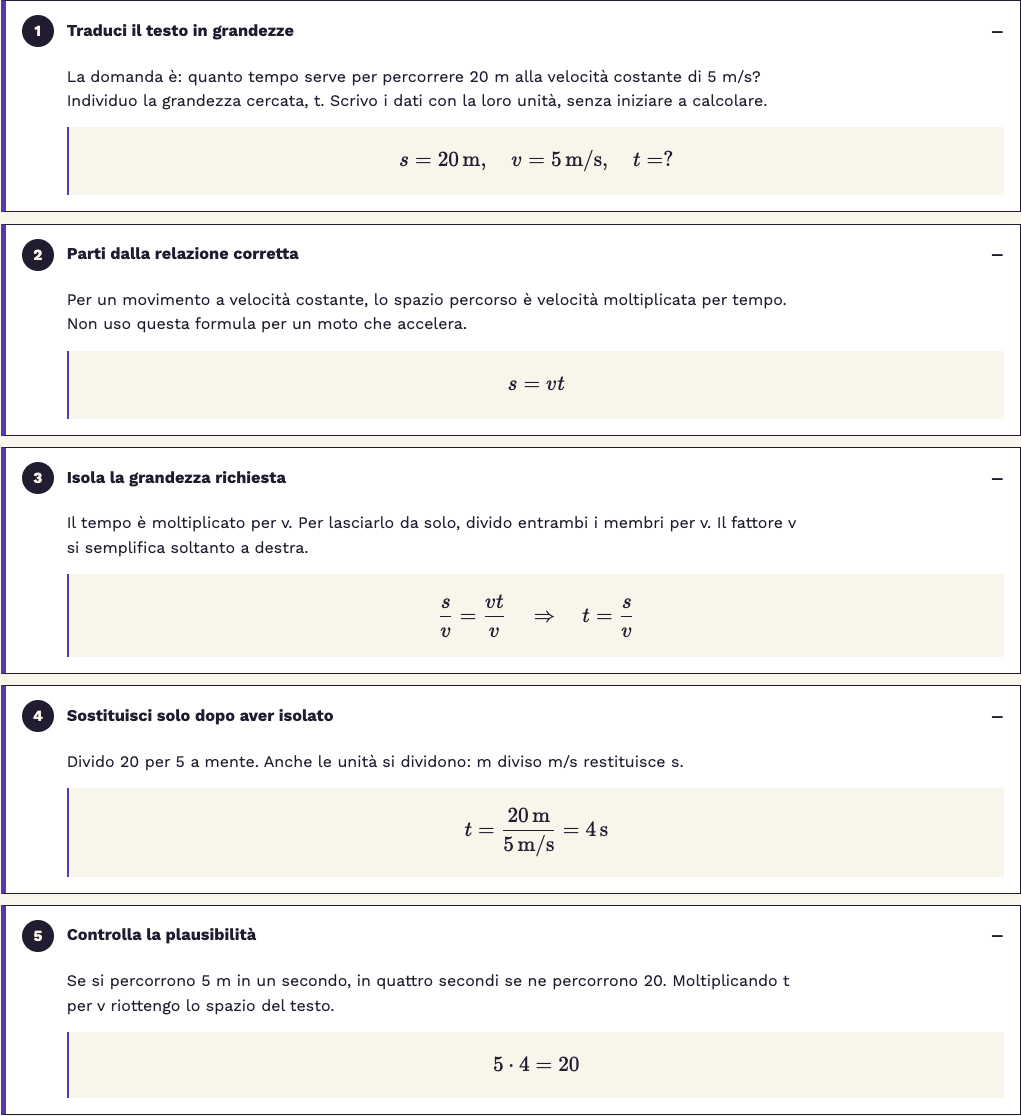 1 Traduci il testo in grandezze −
La domanda è: quanto tempo serve per percorrere 20 m alla velocità costante di 5 m/s?
Individuo la grandezza cercata, t. Scrivo i dati con la loro unità, senza iniziare a calcolare.
s = 20 m, v = 5 m/s, t =?
2 Parti dalla relazione corretta −
Per un movimento a velocità costante, lo spazio percorso è velocità moltiplicata per tempo.
Non uso questa formula per un moto che accelera.
s = vt
3 Isola la grandezza richiesta −
Il tempo è moltiplicato per v. Per lasciarlo da solo, divido entrambi i membri per v. Il fattore v
si semplifica soltanto a destra.
s/v = vt/v ⇒ t = s/v
4 Sostituisci solo dopo aver isolato −
Divido 20 per 5 a mente. Anche le unità si dividono: m diviso m/s restituisce s.
t = 20 m / 5 m/s = 4 s
5 Controlla la plausibilità −
Se si percorrono 5 m in un secondo, in quattro secondi se ne percorrono 20. Moltiplicando t
per v riottengo lo spazio del testo.
5 · 4 = 20